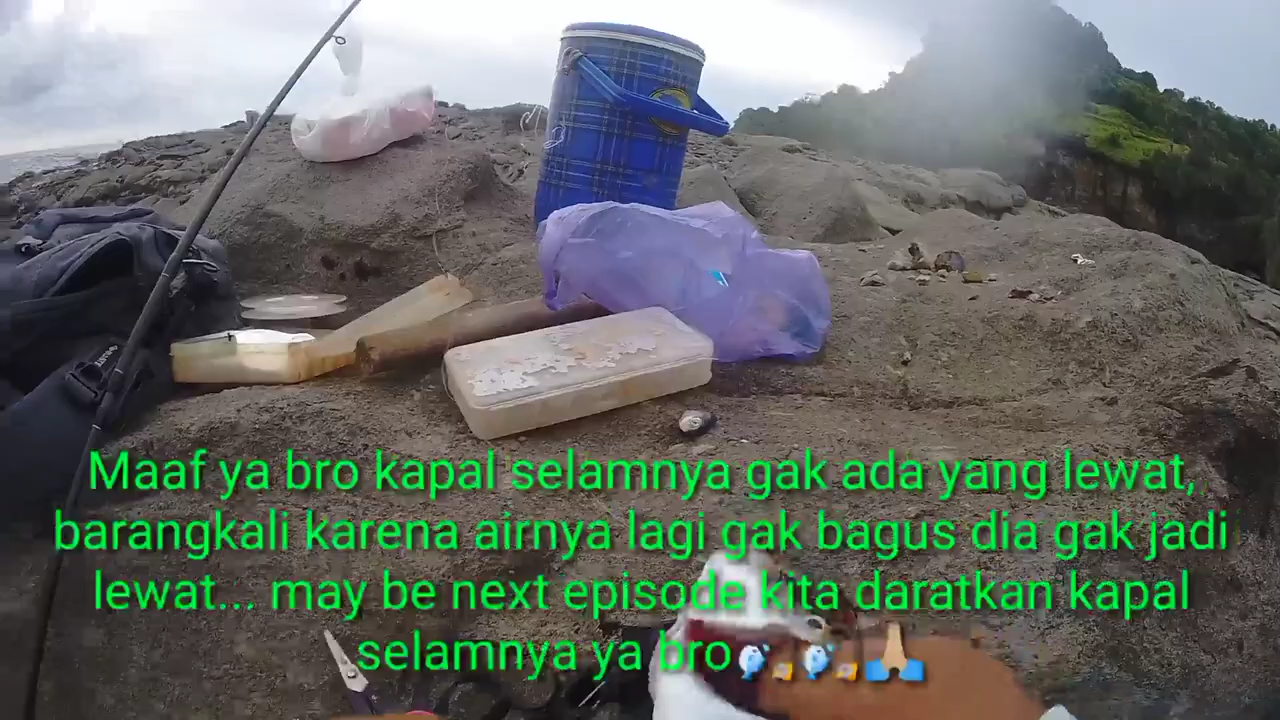 Maaf ya bro kapal selamnya gak ada yang lewat,
barangkali karena airnya lagi gak bagus dia gak jadi
lewat... may be next episode kita daratkan kapal
selamnya ya bro🎣🎣🙏